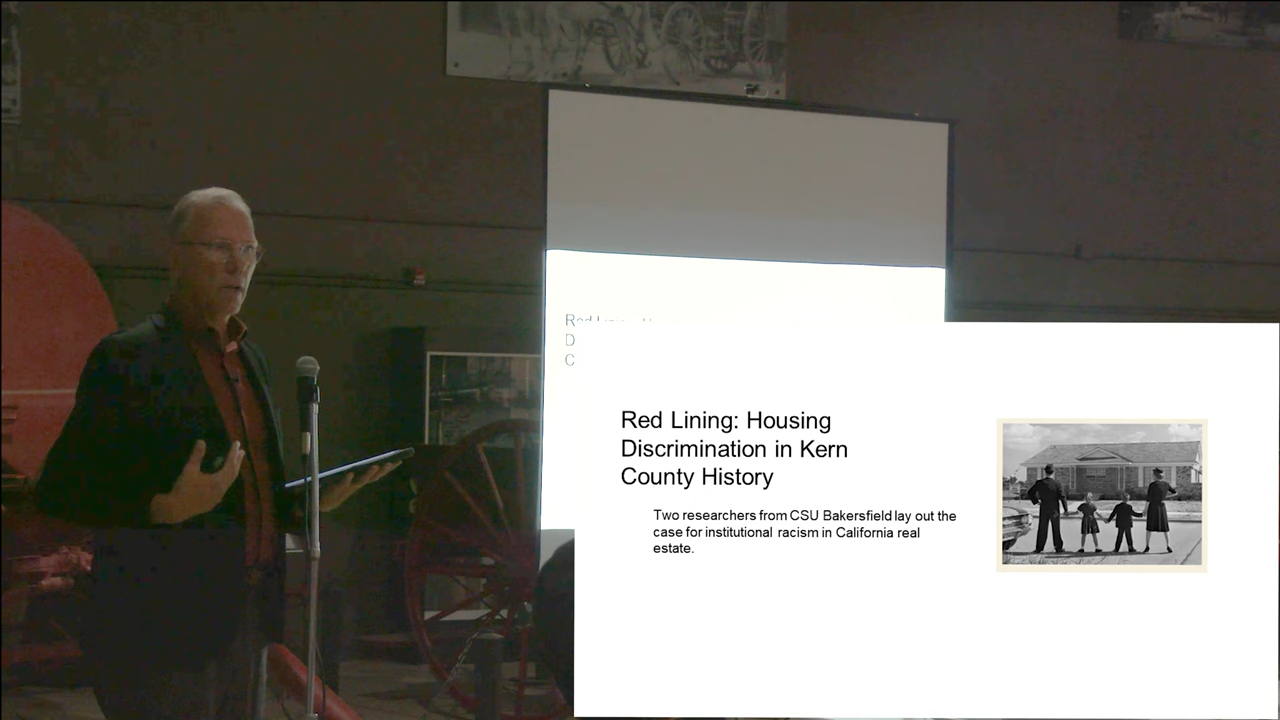 Red Lining: Housing
Discrimination in Kern
County History
Two researchers from CSU Bakersfield lay out the
case for institutional racism in California real
estate.